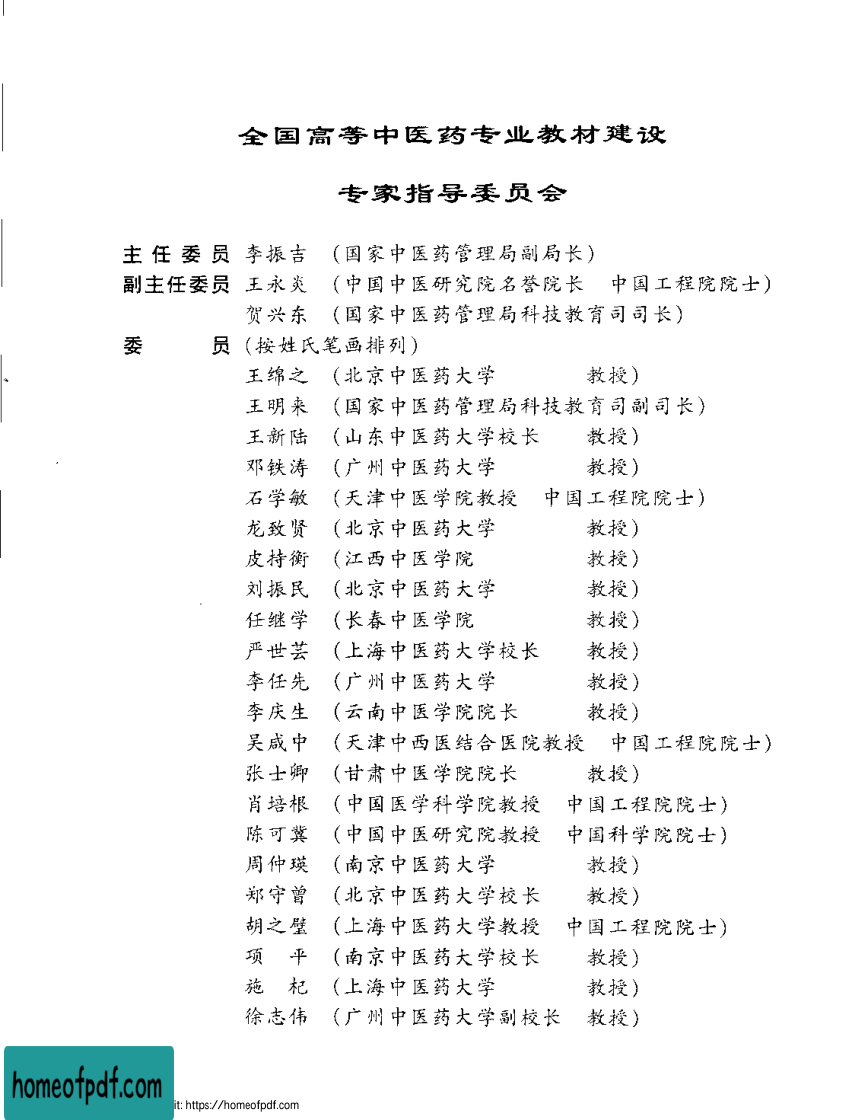 全国高等中医药专业教材建设
专家指导委员会
主任委员 李振吉 （国家中医药管理局副局长）
副主任委员 王永炎 （中国中医研究院名誉院长 中国工程院院士）
贺兴东 （国家中医药管理局科技教育司司长）
委 员 （按姓氏笔画排列）
王绵之 （北京中医药大学 教授）
王明来 （国家中医药管理局科技教育司副司长）
王新陆 （山东中医药大学校长 教授）
邓铁涛 （广州中医药大学 教授）
石学敏 （天津中医学院教授 中国工程院院士）
龙致贤 （北京中医药大学 教授）
皮持衡 （江西中医学院 教授）
刘振民 （北京中医药大学 教授）
任继学 （长春中医学院 教授）
严世芸 （上海中医药大学校长 教授）
李任先 （广州中医药大学 教授）
李庆生 （云南中医学院院长 教授）
吴咸中 （天津中西医结合医院教授 中国工程院院士）
张士卿 （甘肃中医学院院长 教授）
肖培根 （中国医学科学院教授 中国工程院院士）
陈可冀 （中国中医研究院教授 中国科学院院士）
周仲瑛 （南京中医药大学 教授）
郑守曾 （北京中医药大学校长 教授）
胡之璧 （上海中医药大学教授 中国工程院院士）
项 平 （南京中医药大学校长 教授）
施 杞 （上海中医药大学 教授）
徐志伟 （广州中医药大学副校长 教授）
homeofpdf.com
it: https://homeofpdf.com